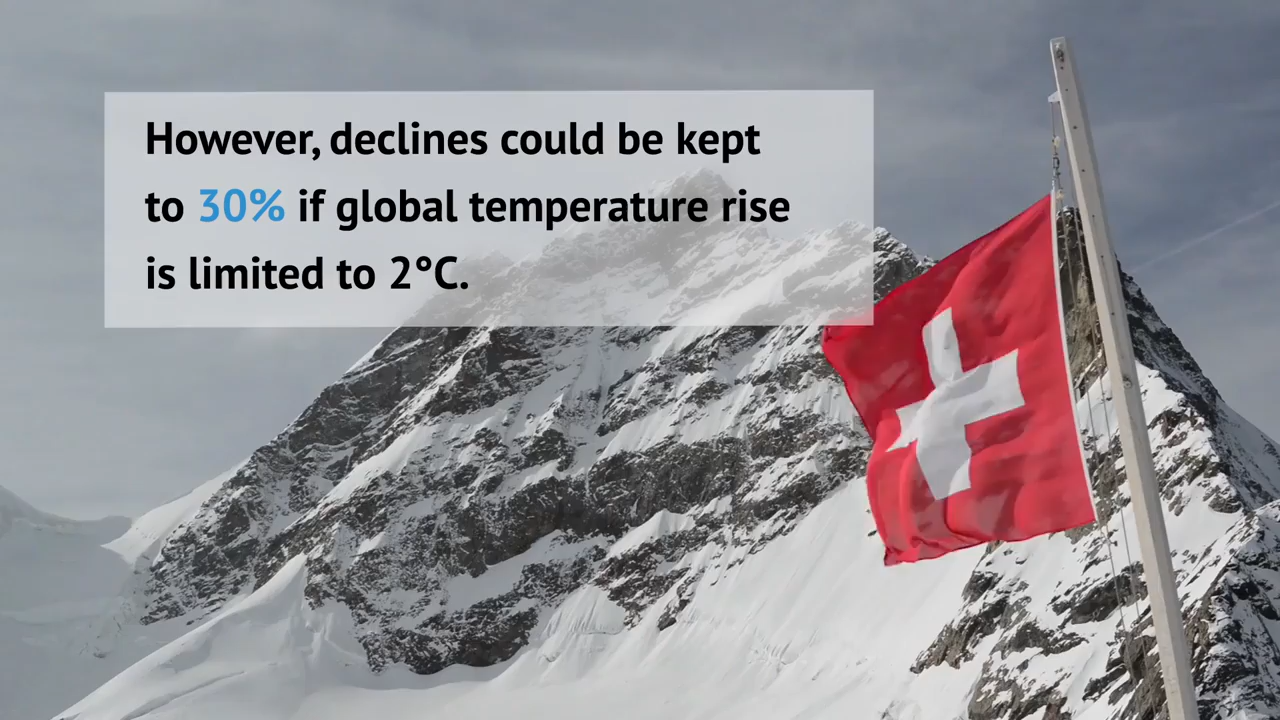 However, declines could be kept
to 30% if global temperature rise
is limited to 2°C.